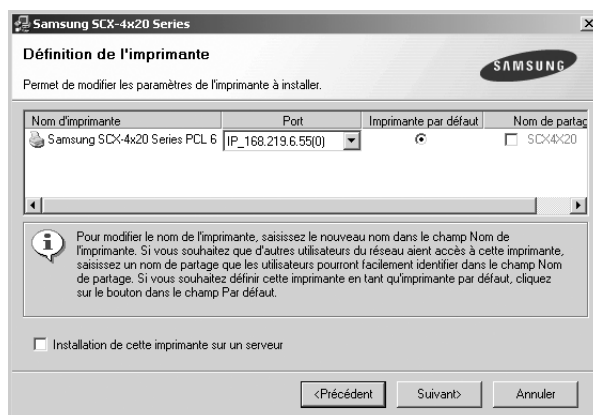 Samsung SCX-4x20 Series
Définition de l'imprimante
Permet de modifier les paramètres de l'imprimante à installer.
SAMSUNG
Nom d'imprimante Port Imprimante par défaut Nom de partag
Samsung SCX-4x20 Series PCL 6 IP_168.219.6.55(0) SCX4X20
Pour modifier le nom de l'imprimante, saisissez le nouveau nom dans le champ Nom de
l'imprimante. Si vous souhaitez que d'autres utilisateurs du réseau aient accès à cette imprimante,
saisissez un nom de partage que les utilisateurs pourront facilement identifier dans le champ Nom
de partage. Si vous souhaitez définir cette imprimante en tant qu'imprimante par défaut, cliquez
sur le bouton dans le champ Par défaut.
Installation de cette imprimante sur un serveur
<Précédent Suivant> Annuler